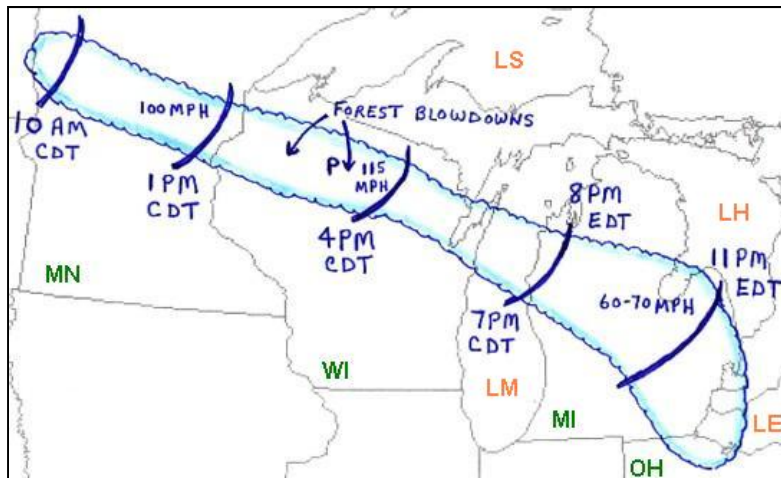 LS
10 AM
CDT
100 MPH
FOREST BLOWDOWNS
1 PM
CDT
P
115
MPH
4 PM
CDT
8 PM
EDT
LH
11 PM
EDT
MN
60-70 MPH
7 PM
CDT
WI
LM
MI
LE
OH